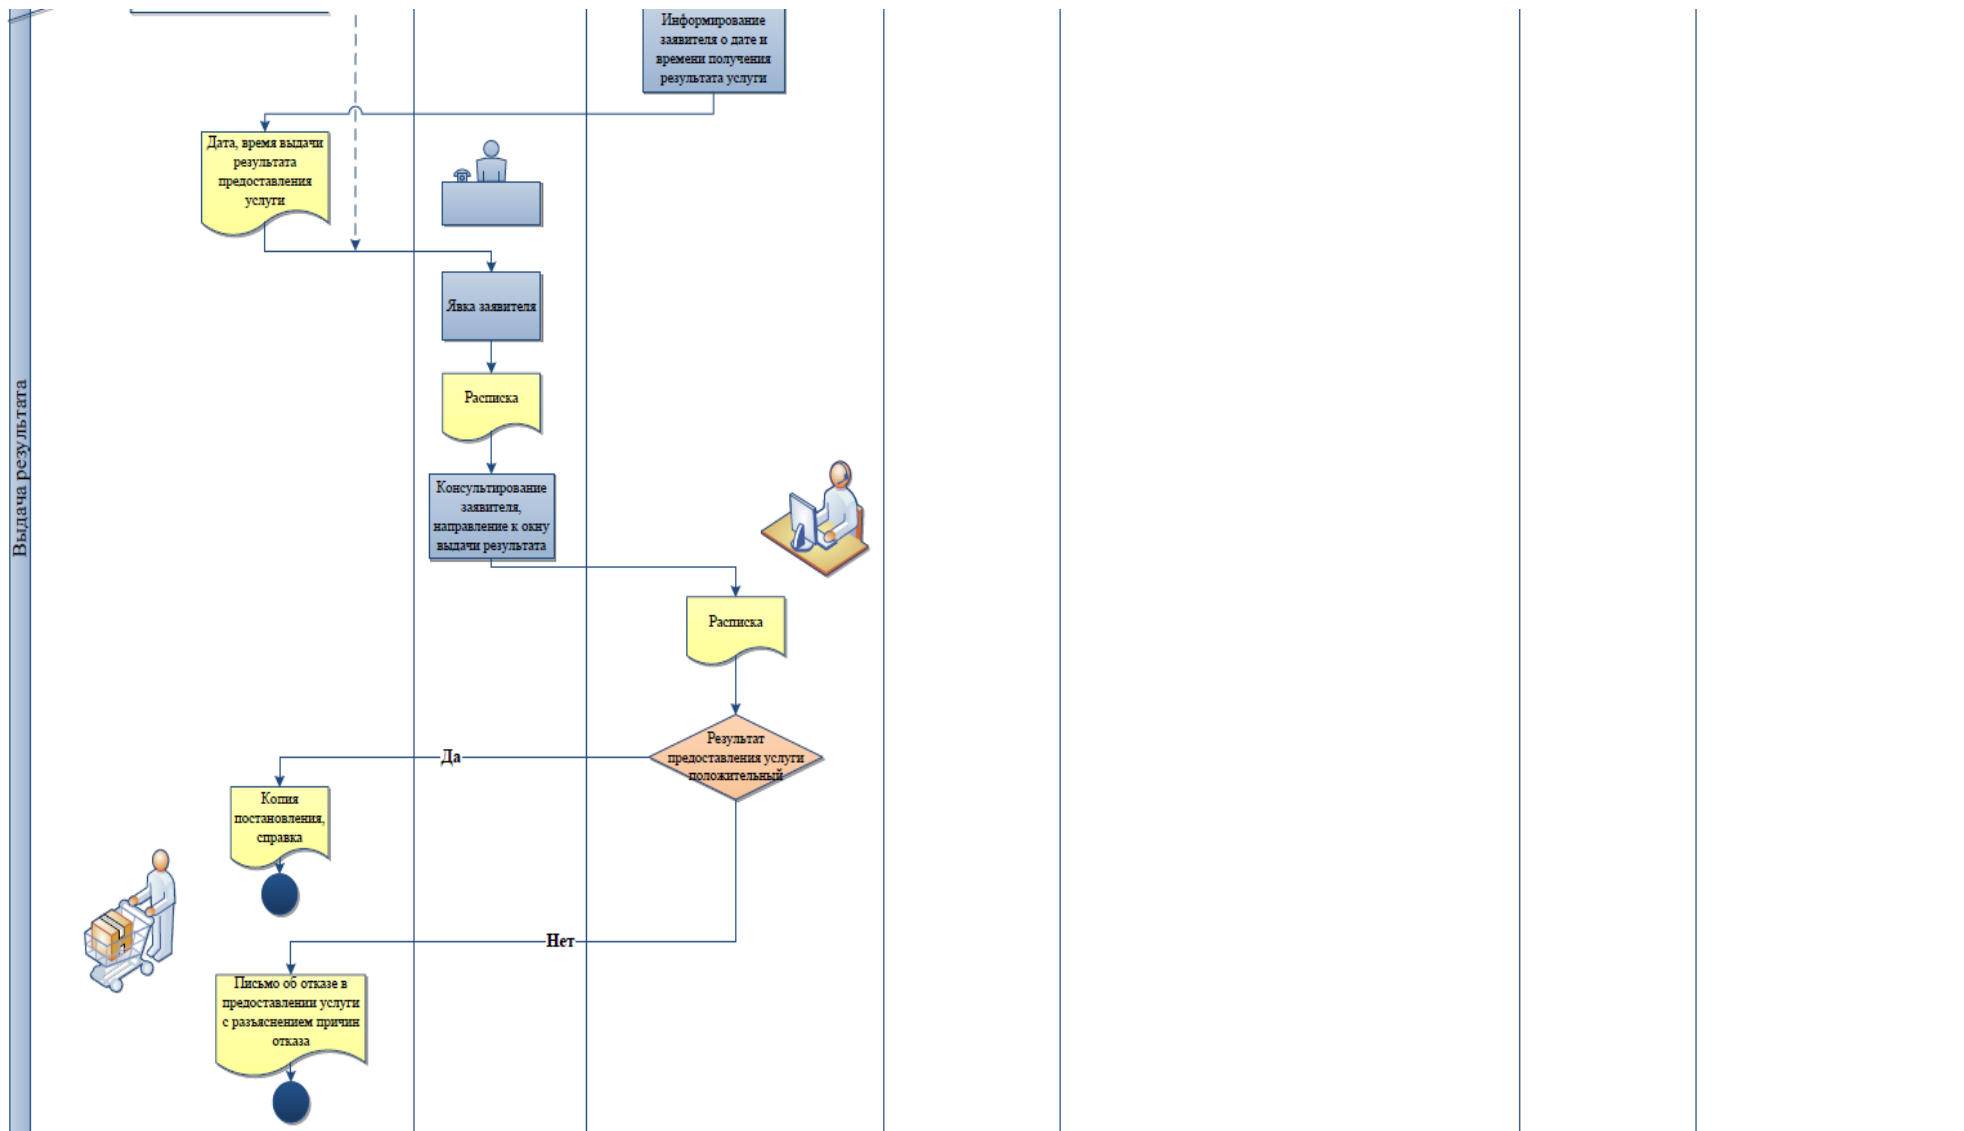 Информирование
заявителя о дате и
времени получения
результата услуги
Дата, время выдачи
результата
предоставления
услуги
Явка заявителя
Расписка
Выдача результата
Консультирование
заявителя,
направление к окну
выдачи результата
Расписка
Результат
предоставления услуги
положительный
Да
Копия
постановления,
справка
Нет
Письмо об отказе в
предоставлении услуги
с разъяснением причин
отказа